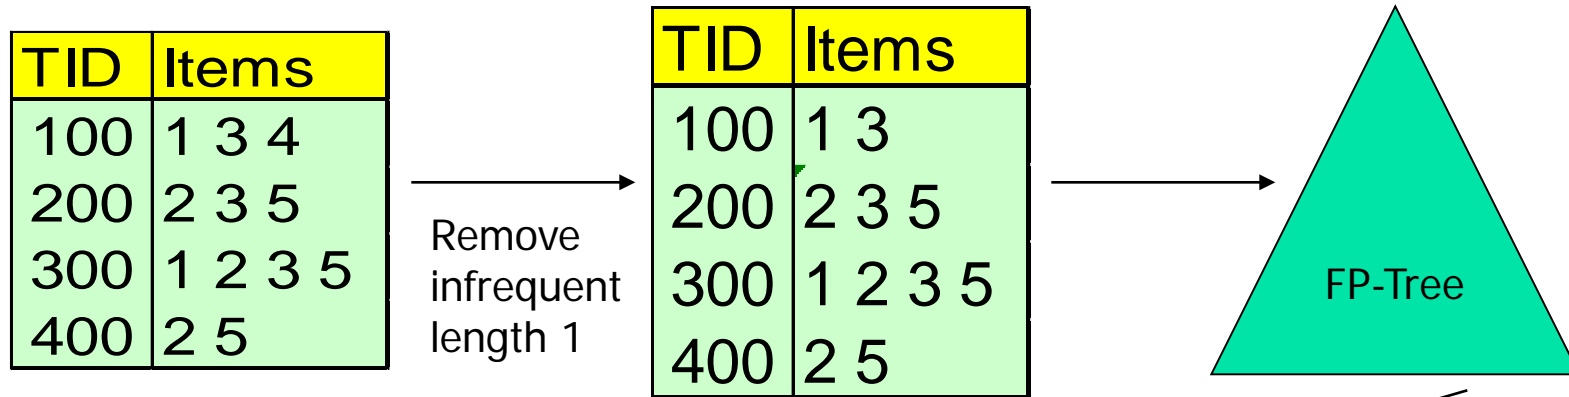 TID Items
100 1 3 4
200 2 3 5
300 1 2 3 5
400 2 5
Remove
infrequent
length 1
TID Items
100 1 3
200 2 3 5
300 1 2 3 5
400 2 5
FP-Tree